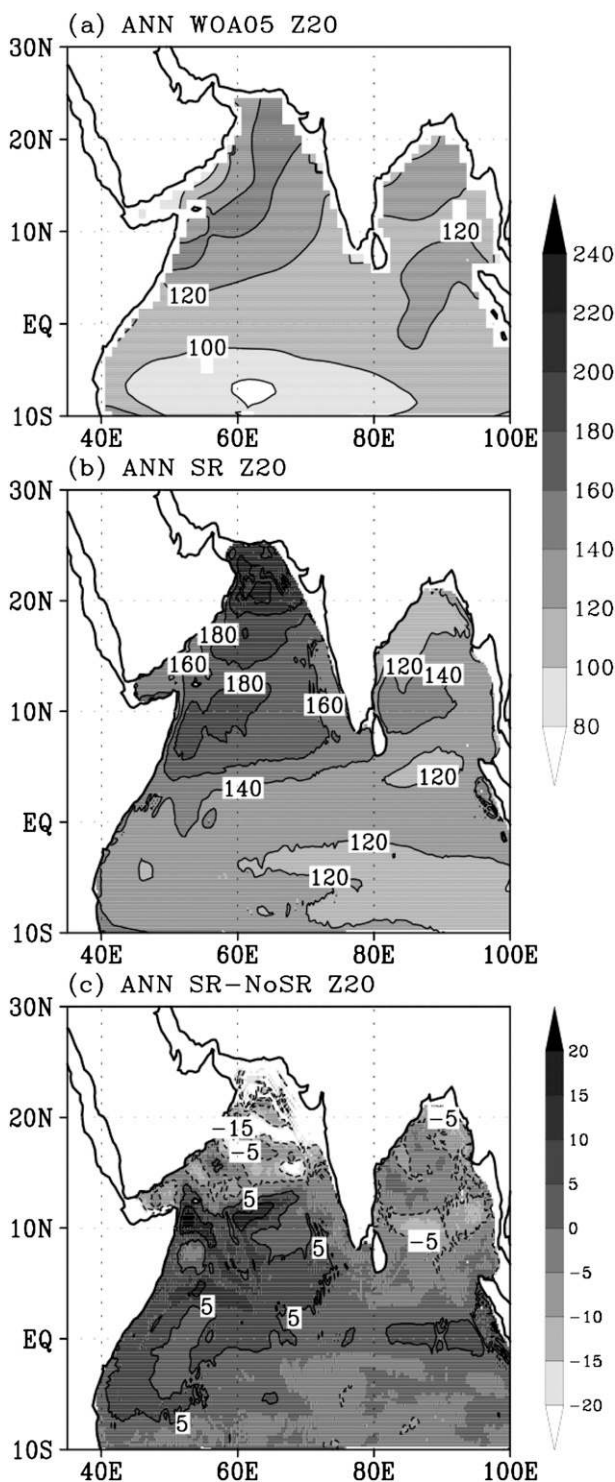 (a) ANN WOA05 Z20
30N
20N
10N
EQ
10S
120
120
100
40E 60E 80E 100E
240
220
200
180
160
140
120
100
80
(b) ANN SR Z20
30N
20N
10N
EQ
10S
180
160
180
160
120
140
140
120
120
120
40E 60E 80E 100E
(c) ANN SR-NoSR Z20
30N
20N
10N
EQ
10S
-15
-5
5
-5
5
-5
5
5
5
40E 60E 80E 100E
20
15
10
5
0
-5
-10
-15
-20